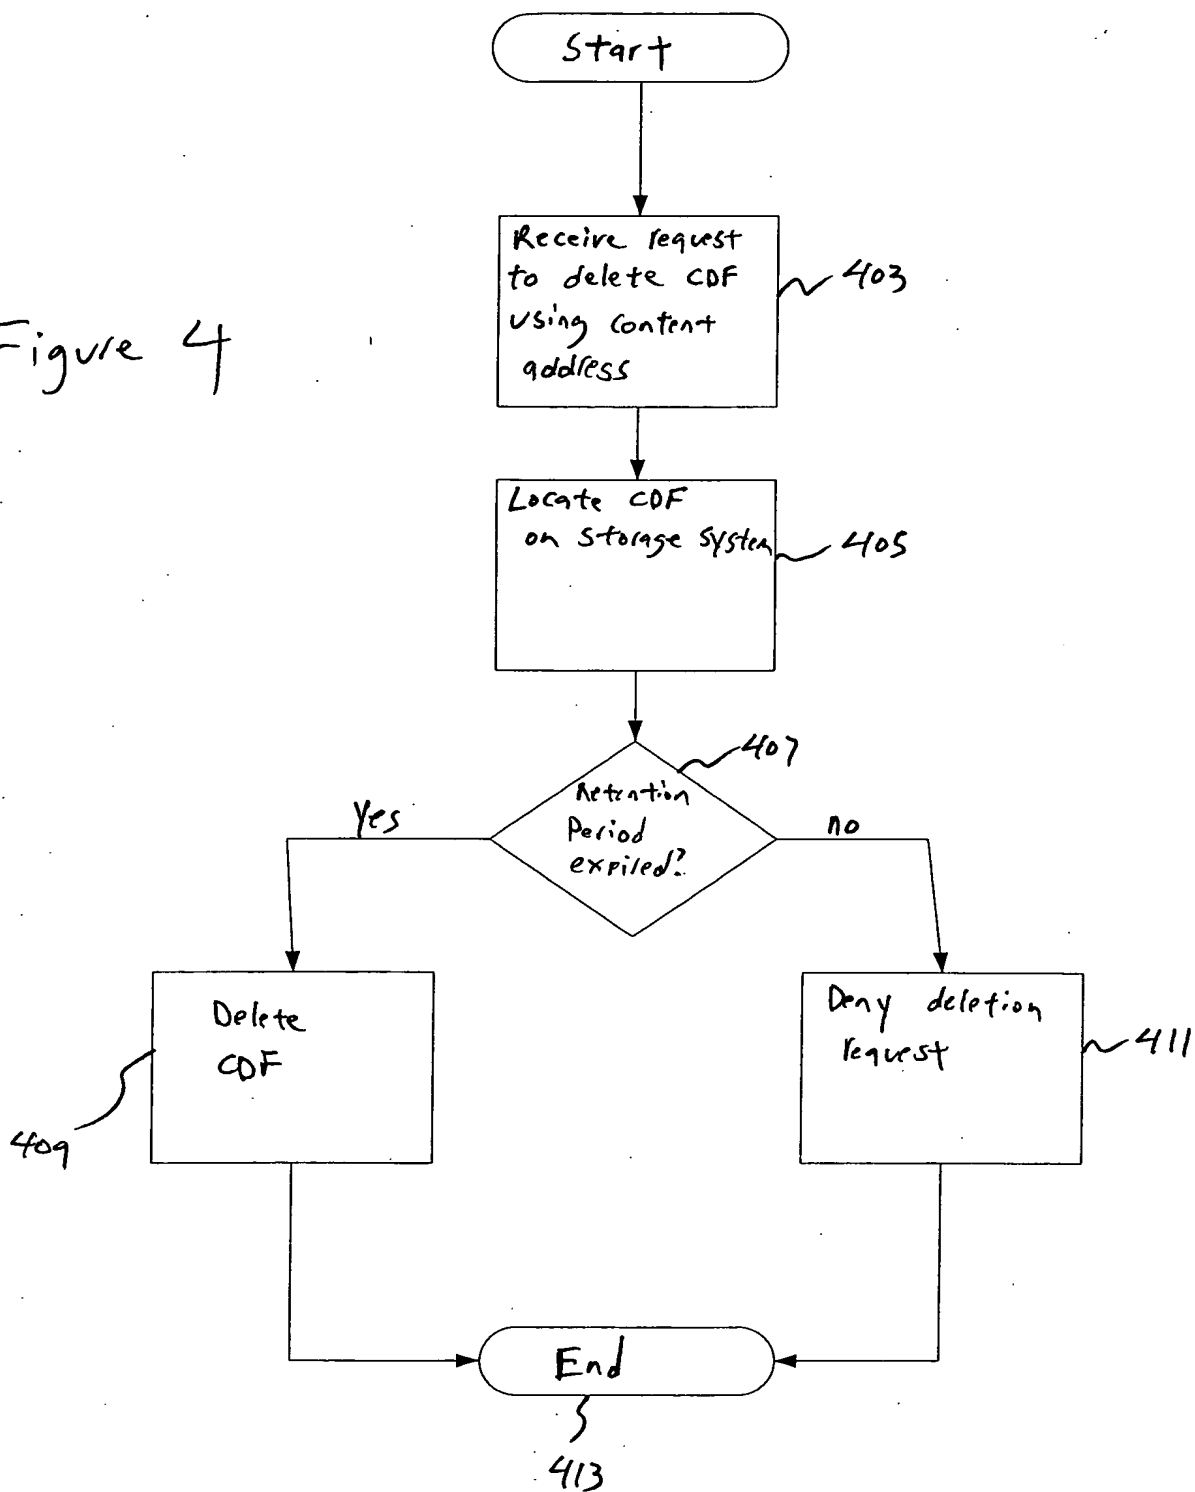 Start
Receive request
to delete CDF
using content
address
403
Figure 4
Locate CDF
on storage system
405
407
Retention
Period
expired?
Yes
no
Delete
CDF
409
Deny deletion
request
411
End
413